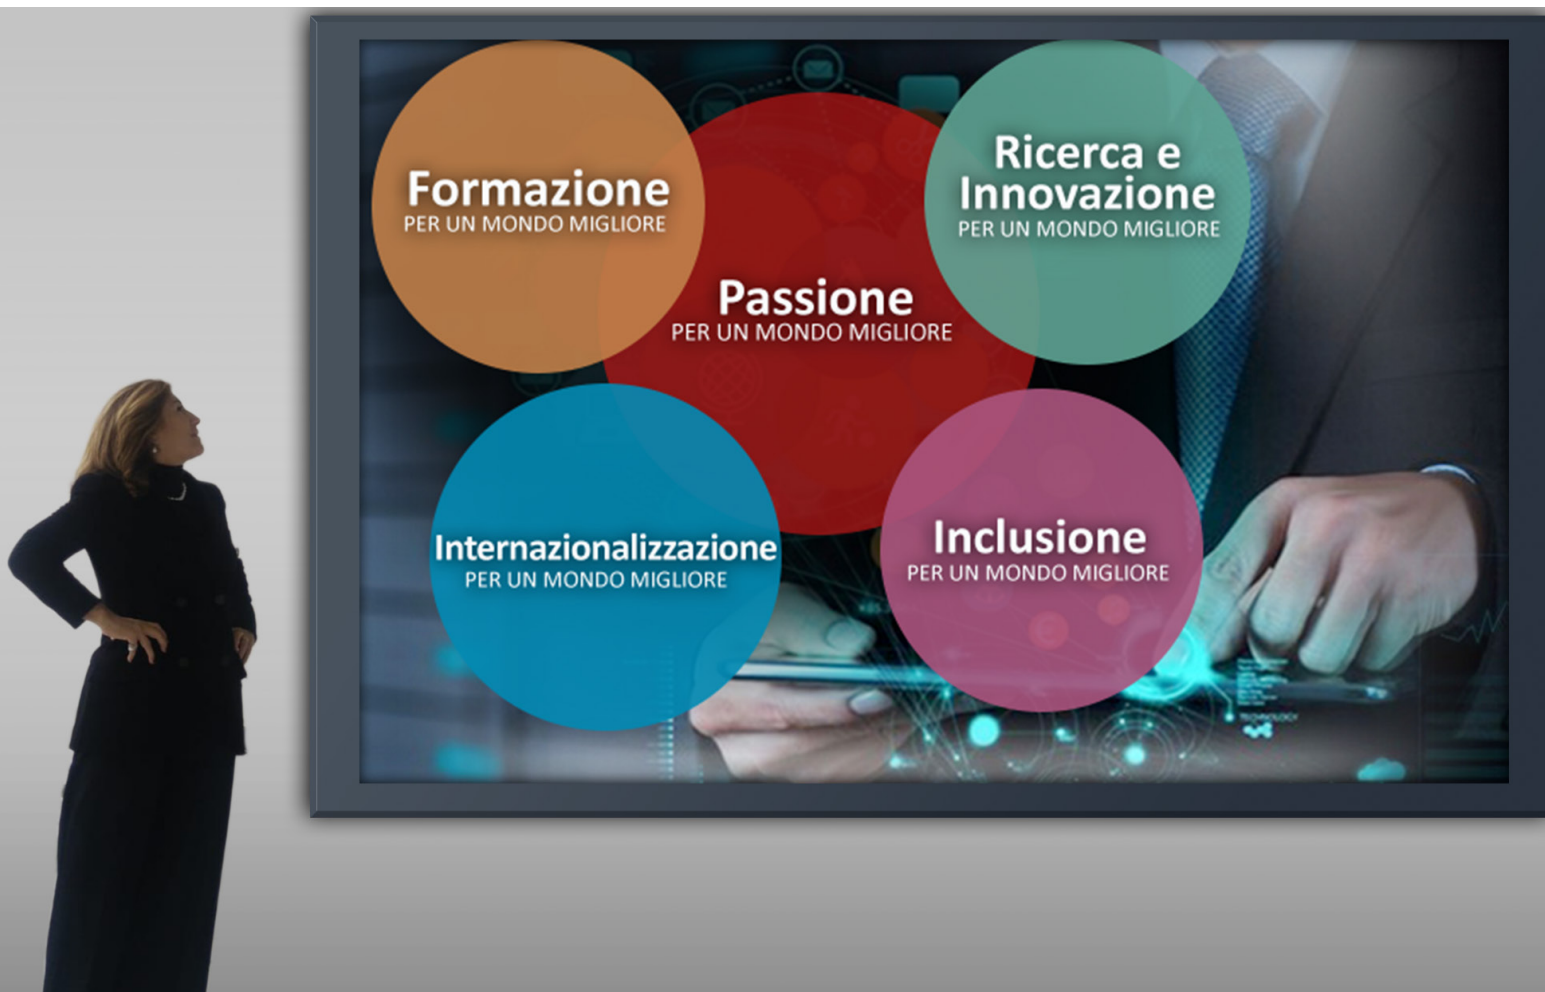 Formazione
PER UN MONDO MIGLIORE
Ricerca e
Innovazione
PER UN MONDO MIGLIORE
Passione
PER UN MONDO MIGLIORE
Internazionalizzazione
PER UN MONDO MIGLIORE
Inclusione
PER UN MONDO MIGLIORE
TECHNOLOGY